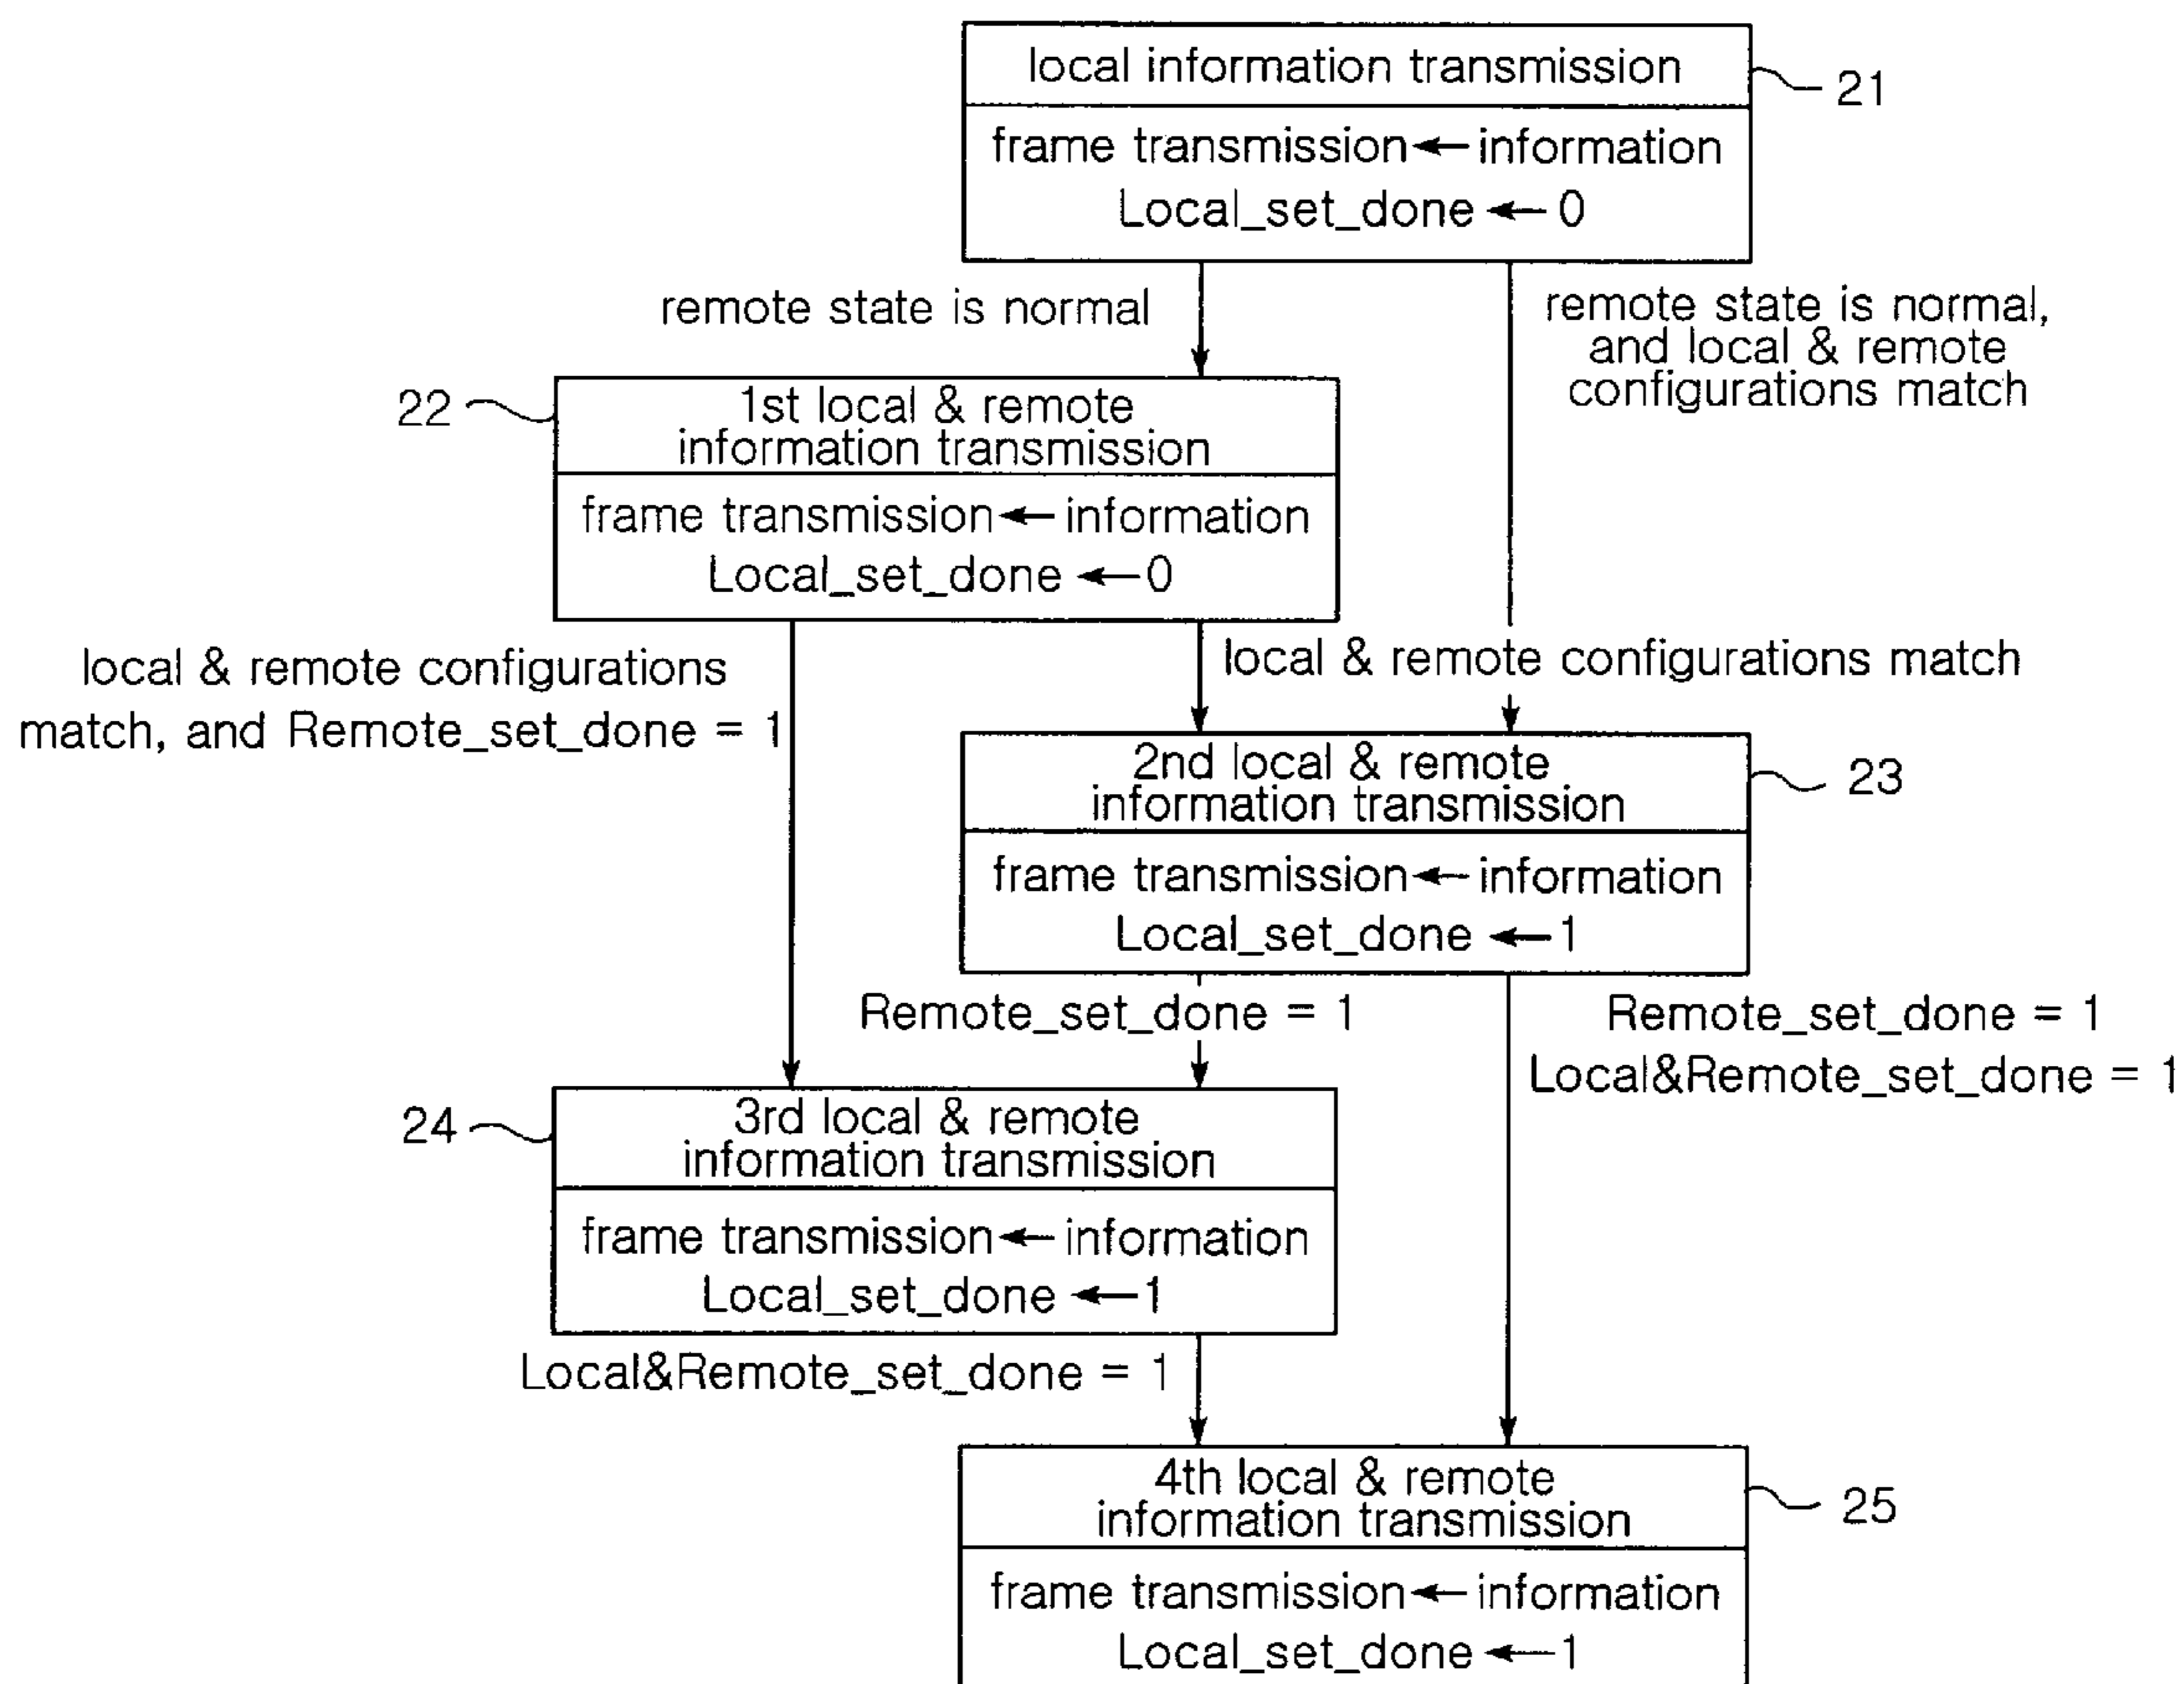 local information transmission
21
frame transmission ← information
Local_set_done ← 0
remote state is normal
remote state is normal,
and local & remote
configurations match
22
1st local & remote
information transmission
frame transmission ← information
Local_set_done ← 0
local & remote configurations
match, and Remote_set_done = 1
local & remote configurations match
2nd local & remote
information transmission
23
frame transmission ← information
Local_set_done ← 1
Remote_set_done = 1
Remote_set_done = 1
Local&Remote_set_done = 1
24
3rd local & remote
information transmission
frame transmission ← information
Local_set_done ← 1
Local&Remote_set_done = 1
4th local & remote
information transmission
25
frame transmission ← information
Local_set_done ← 1